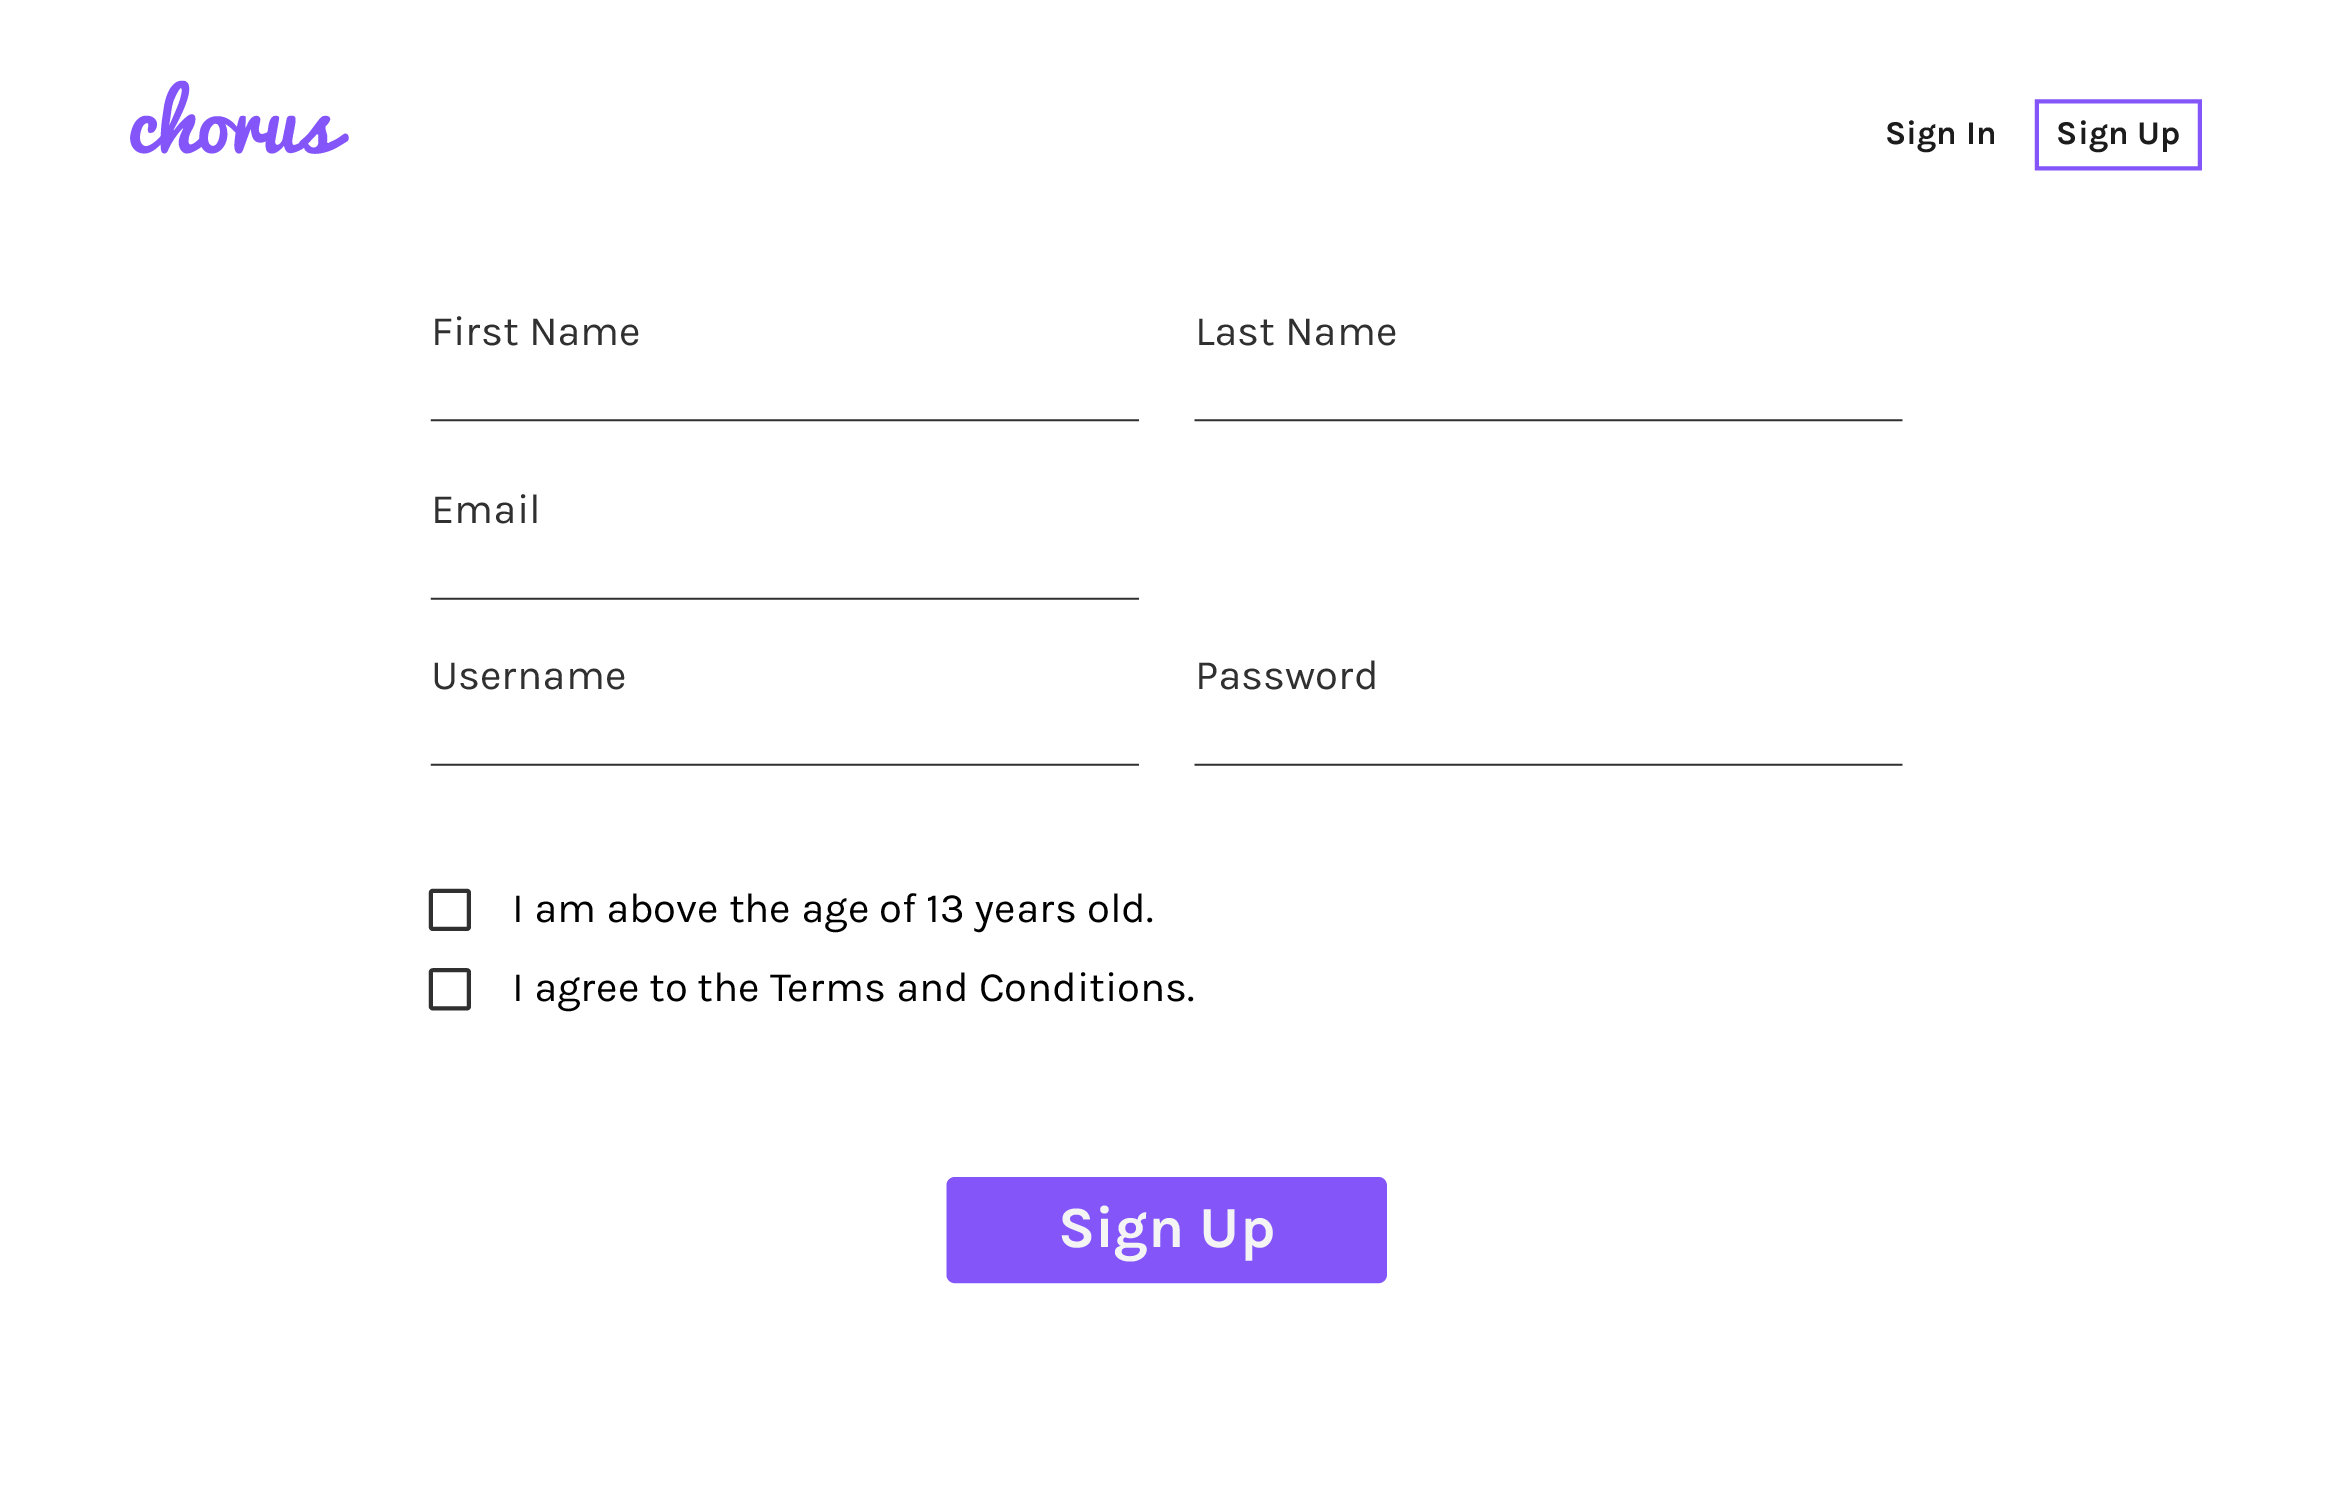 chorus
Sign In
Sign Up
First Name
Last Name
Email
Username
Password
I am above the age of 13 years old.
I agree to the Terms and Conditions.
Sign Up